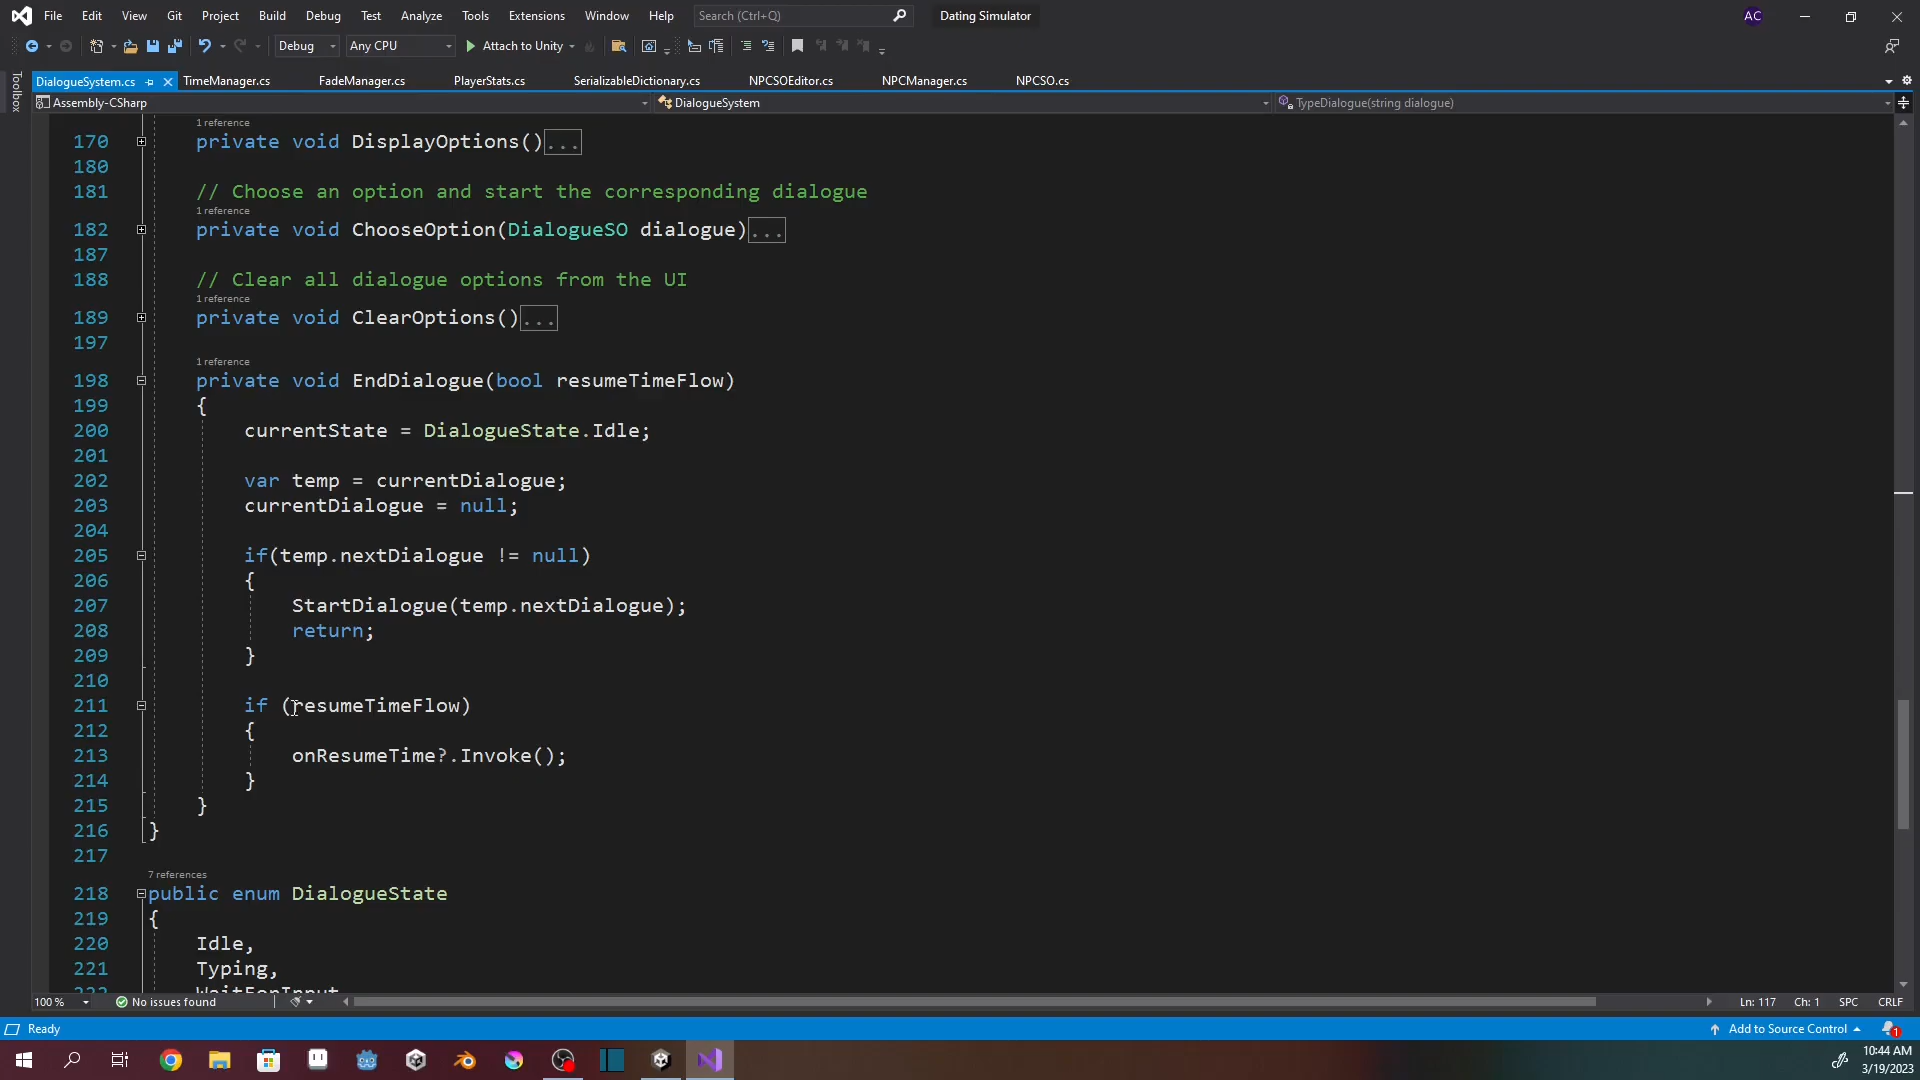 File Edit View Git Project Build Debug Test Analyze Tools Extensions Window Help Search (Ctrl+Q) Dating Simulator AC
Debug Any CPU Attach to Unity
Toolbox
DialogueSystem.cs TimeManager.cs FadeManager.cs PlayerStats.cs SerializableDictionary.cs NPCSOEditor.cs NPCManager.cs NPCSO.cs
Assembly-CSharp DialogueSystem TypeDialogue(string dialogue)
1 reference
170 private void DisplayOptions()...
180
181 // Choose an option and start the corresponding dialogue
1 reference
182 private void ChooseOption(DialogueSO dialogue)...
187
188 // Clear all dialogue options from the UI
1 reference
189 private void ClearOptions()...
197
1 reference
198 private void EndDialogue(bool resumeTimeFlow)
199 {
200 currentState = DialogueState.Idle;
201
202 var temp = currentDialogue;
203 currentDialogue = null;
204
205 if(temp.nextDialogue != null)
206 {
207 StartDialogue(temp.nextDialogue);
208 return;
209 }
210
211 if (resumeTimeFlow)
212 {
213 onResumeTime?.Invoke();
214 }
215 }
216 }
217
7 references
218 public enum DialogueState
219 {
220 Idle,
221 Typing,
222 WaitForInput
100 % No issues found Ln: 117 Ch: 1 SPC CRLF
Ready Add to Source Control 1
10:44 AM
3/19/2023